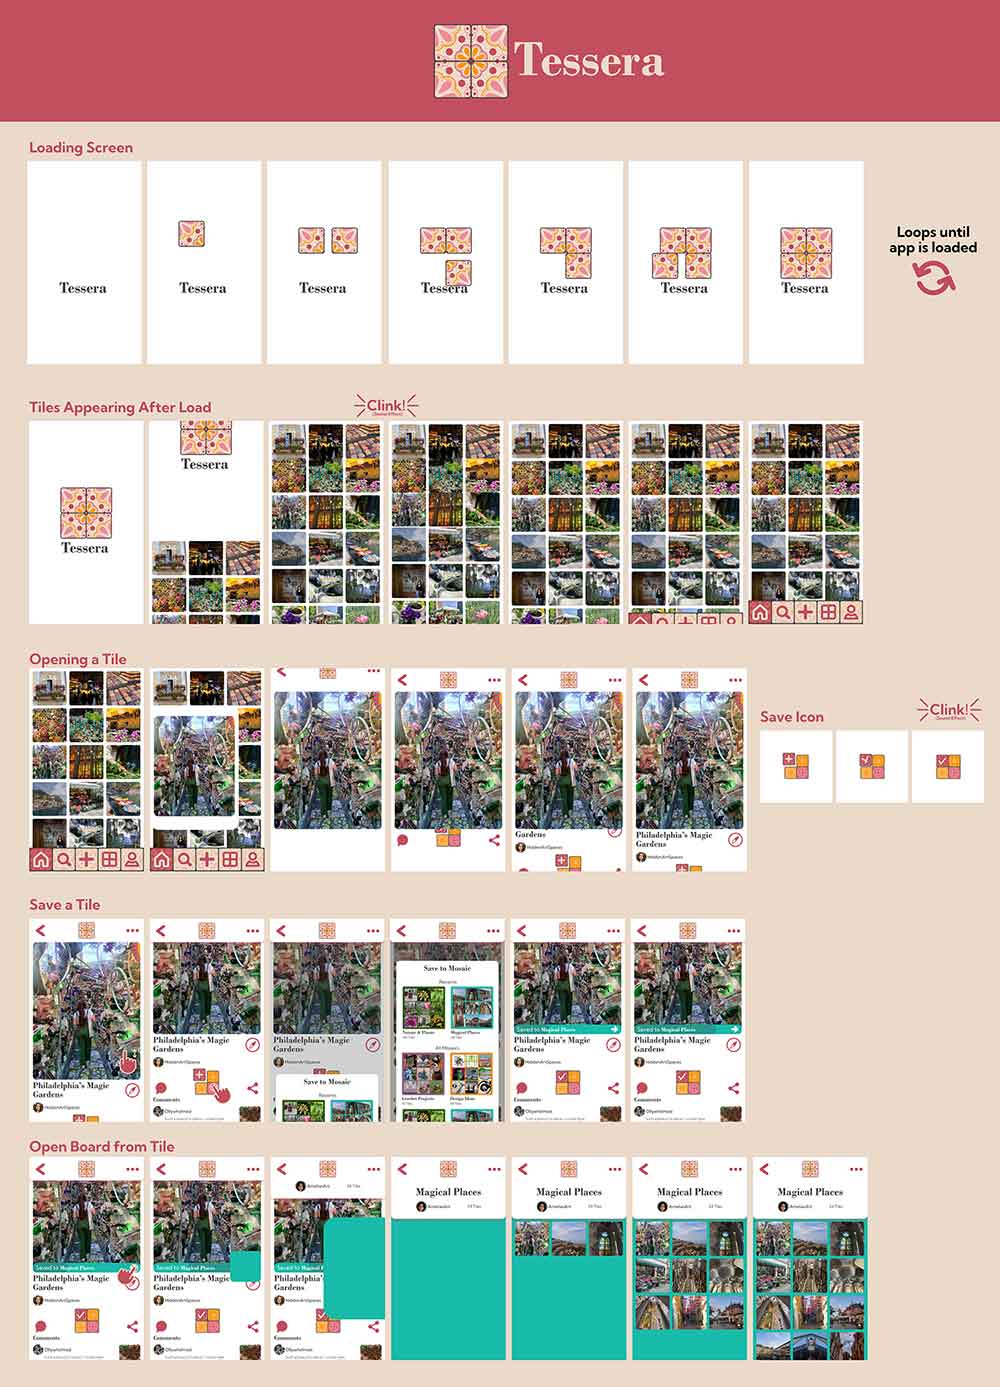 Tessera
Loading Screen
Tessera
Tessera
Tessera
Tessera
Tessera
Tessera
Tessera
Loops until
app is loaded
Tiles Appearing After Load
Clink!
(Sound Effect)
Tessera
Tessera
Opening a Tile
Gardens
HiddenArtSpaces
Philadelphia's Magic
Gardens
HiddenArtSpaces
Save Icon
Clink!
(Sound Effect)
Save a Tile
Philadelphia's Magic
Gardens
HiddenArtSpaces
Philadelphia's Magic
Gardens
HiddenArtSpaces
Comments
Philadelphia's Magic
Gardens
HiddenArtSpaces
Save to Mosaic
Recents
Save to Mosaic
Recents
Nature & Plants
Magical Places
All Mosaics
Crochet Projects
Design Ideas
Saved to Magical Places
Philadelphia's Magic
Gardens
HiddenArtSpaces
Comments
Saved to Magical Places
Philadelphia's Magic
Gardens
HiddenArtSpaces
Comments
Open Board from Tile
Saved to Magical Places
Philadelphia's Magic
Gardens
HiddenArtSpaces
Comments
Saved to Magical Places
Philadelphia's Magic
Gardens
HiddenArtSpaces
Comments
Saved to Magical Places
Philadelphia's Magic
Gardens
HiddenArtSpaces
Comments
Magical Places
Magical Places
Magical Places
Magical Places